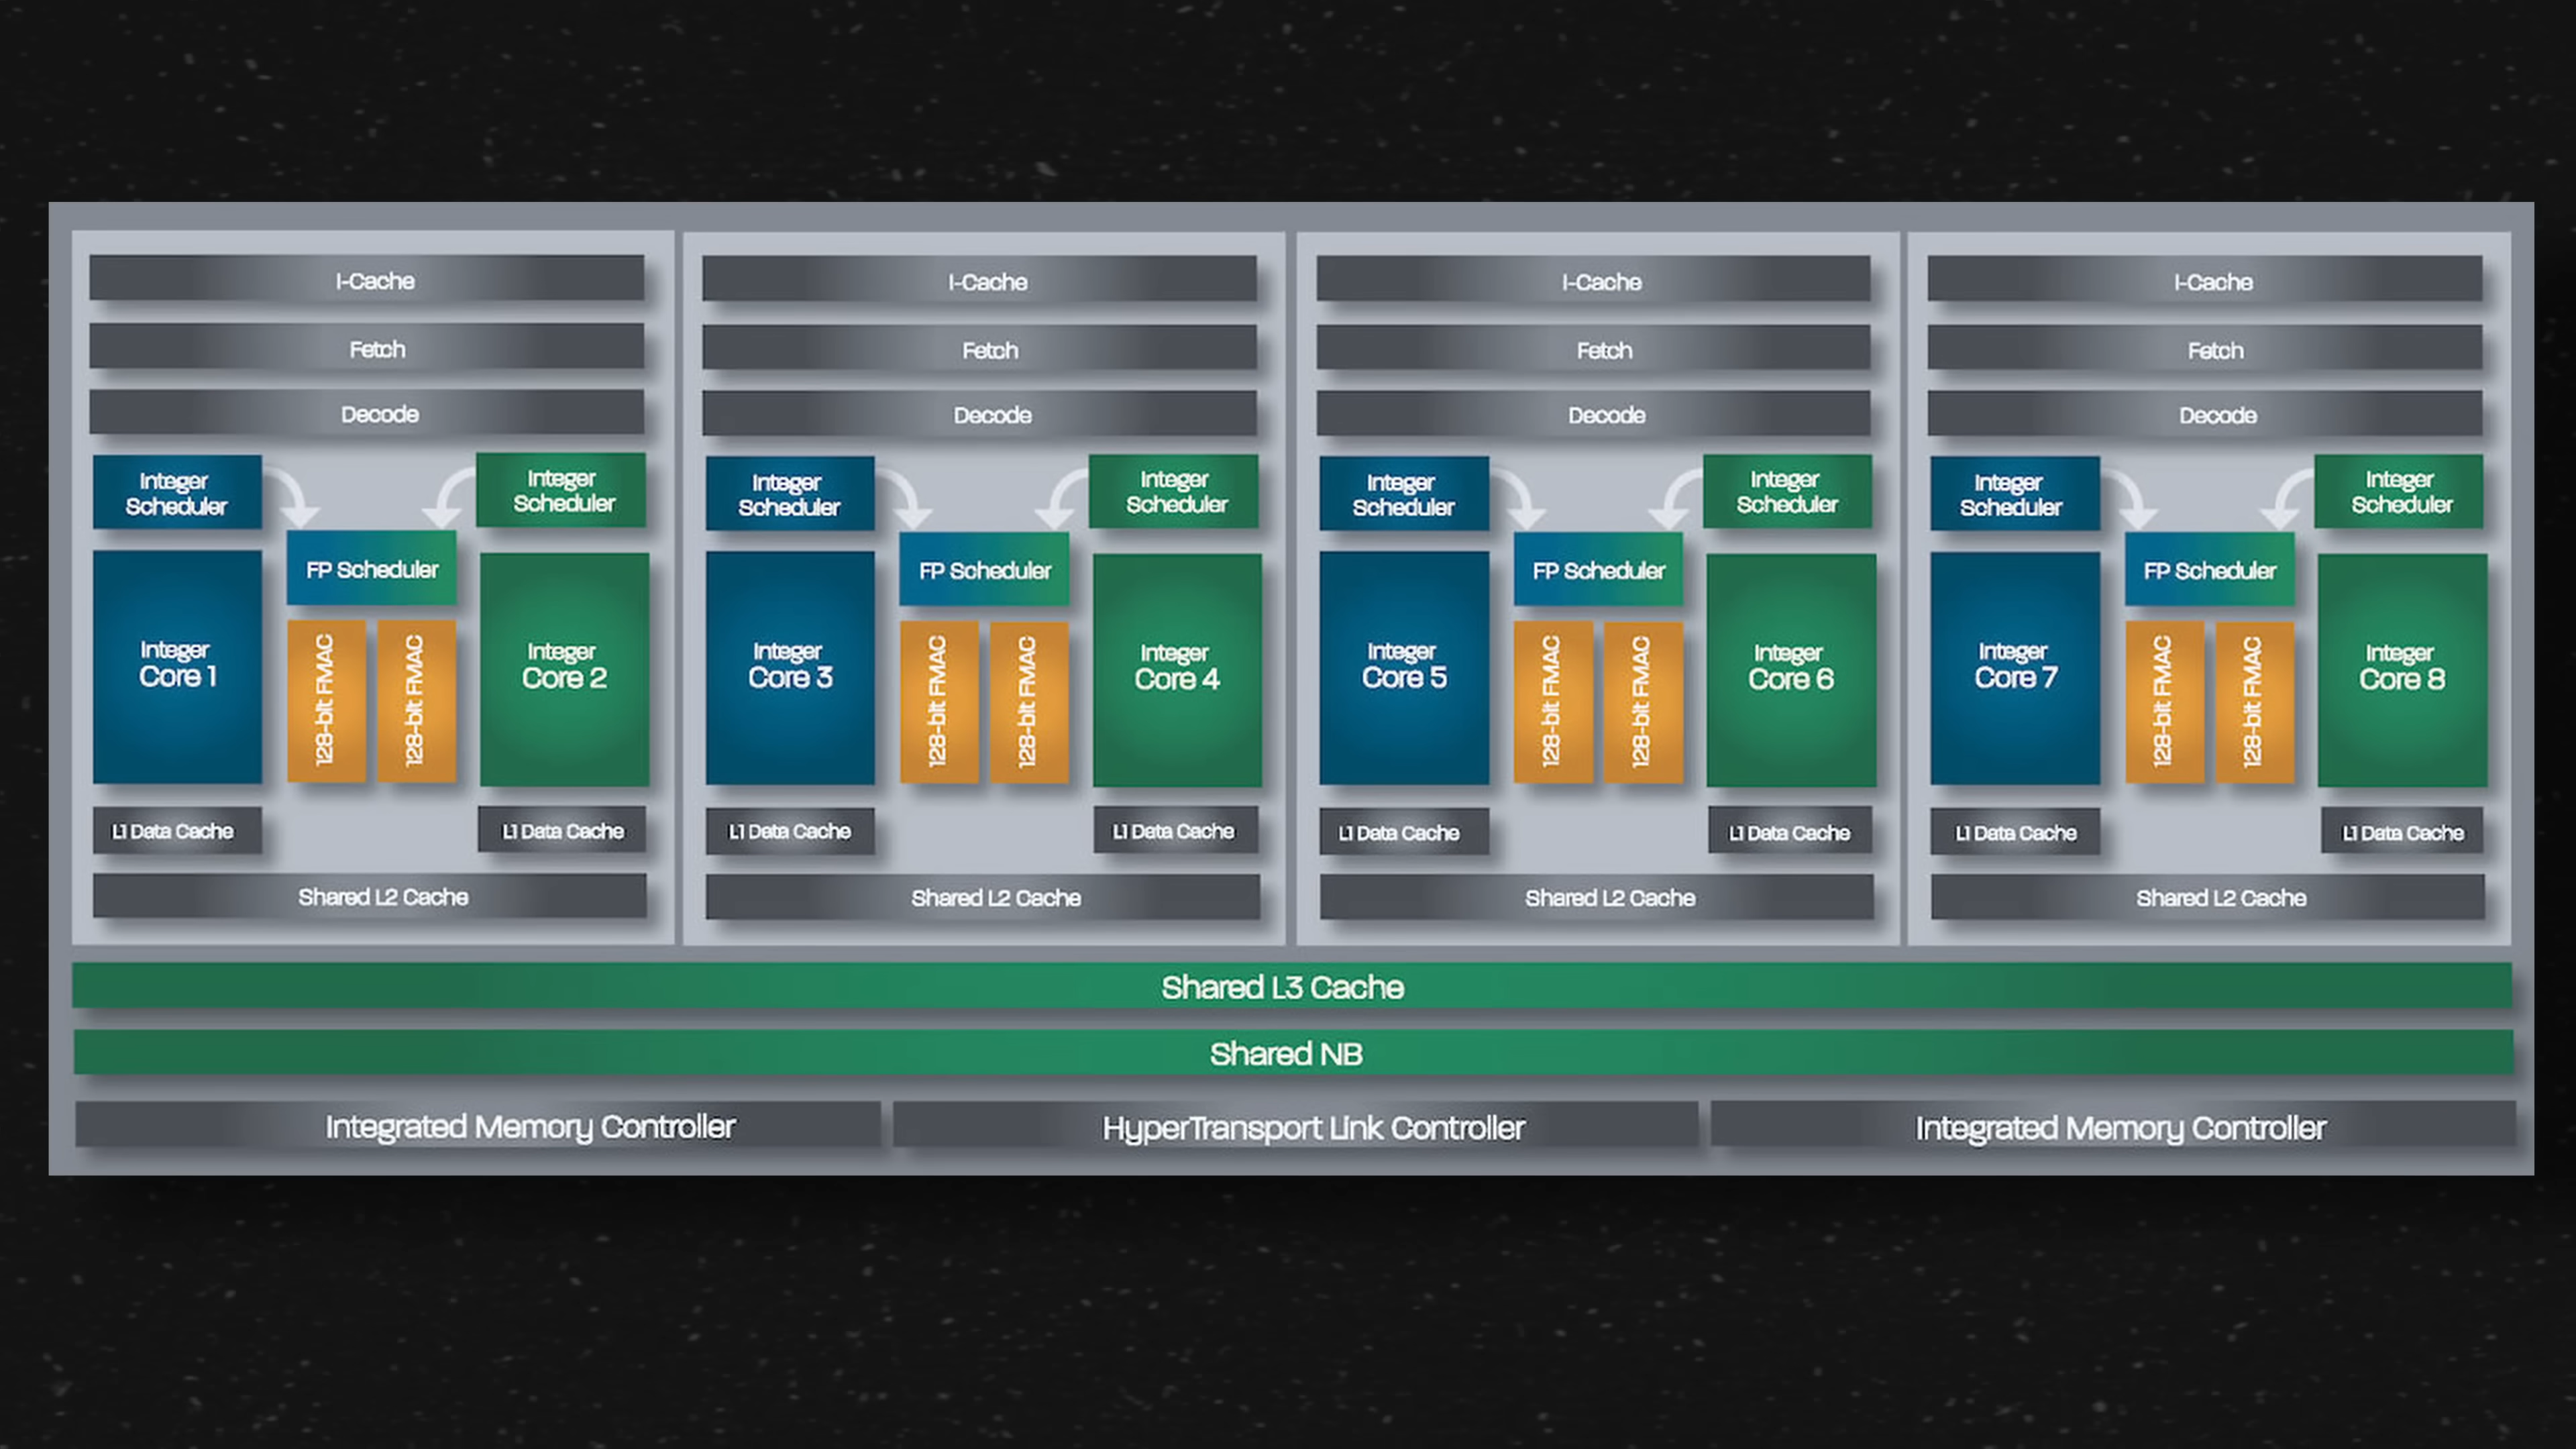 I-Cache
Fetch
Decode
Integer
Scheduler
Integer
Scheduler
FP Scheduler
Integer
Core 1
128-bit FMAC
128-bit FMAC
Integer
Core 2
L1 Data Cache
L1 Data Cache
Shared L2 Cache
I-Cache
Fetch
Decode
Integer
Scheduler
Integer
Scheduler
FP Scheduler
Integer
Core 3
128-bit FMAC
128-bit FMAC
Integer
Core 4
L1 Data Cache
L1 Data Cache
Shared L2 Cache
I-Cache
Fetch
Decode
Integer
Scheduler
Integer
Scheduler
FP Scheduler
Integer
Core 5
128-bit FMAC
128-bit FMAC
Integer
Core 6
L1 Data Cache
L1 Data Cache
Shared L2 Cache
I-Cache
Fetch
Decode
Integer
Scheduler
Integer
Scheduler
FP Scheduler
Integer
Core 7
128-bit FMAC
128-bit FMAC
Integer
Core 8
L1 Data Cache
L1 Data Cache
Shared L2 Cache
Shared L3 Cache
Shared NB
Integrated Memory Controller
HyperTransport Link Controller
Integrated Memory Controller